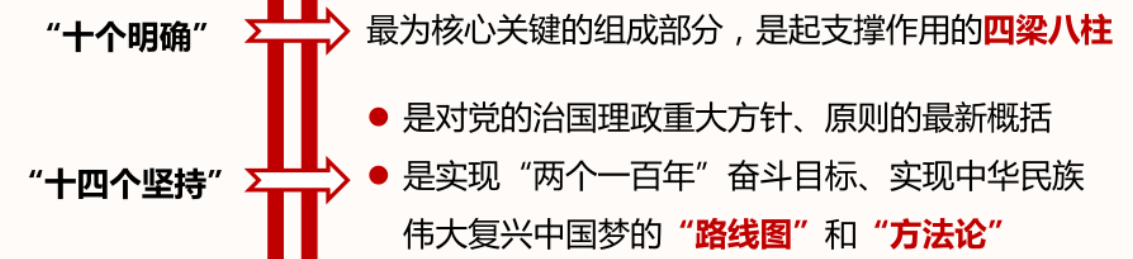 “十个明确”
最为核心关键的组成部分，是起支撑作用的四梁八柱
● 是对党的治国理政重大方针、原则的最新概括
“十四个坚持”
● 是实现“两个一百年”奋斗目标、实现中华民族
伟大复兴中国梦的“路线图”和“方法论”